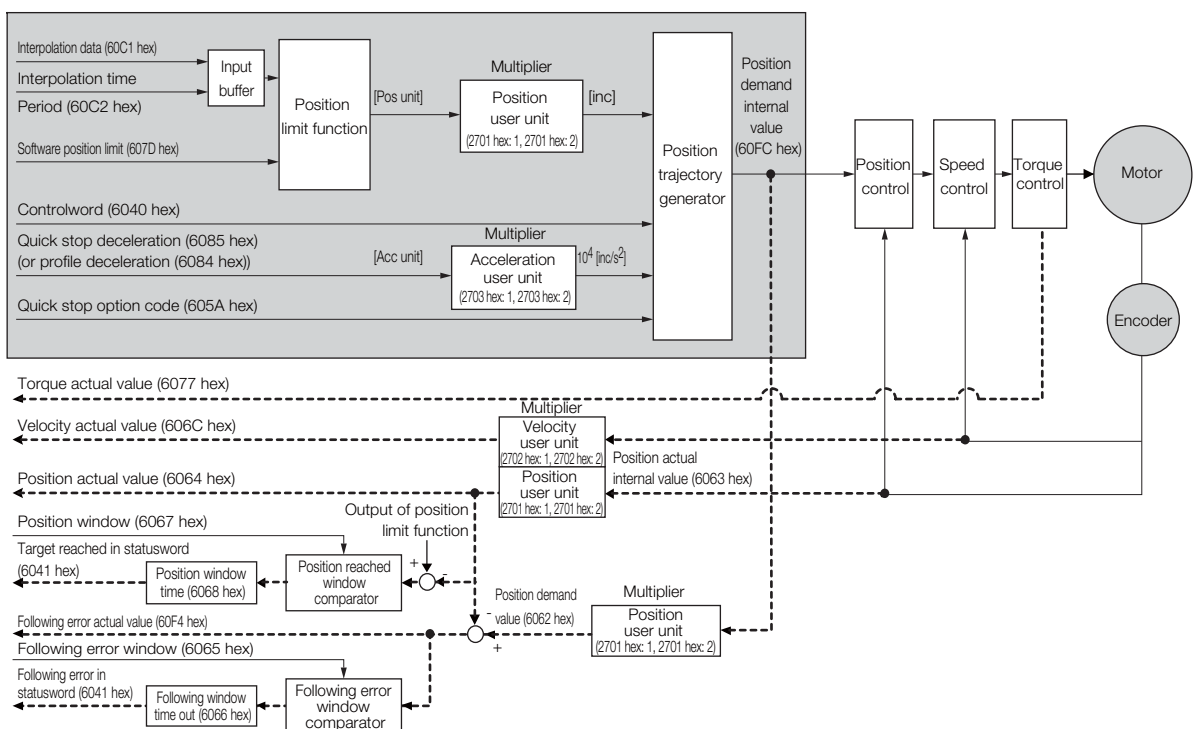 Interpolation data (60C1 hex)
Interpolation time
Period (60C2 hex)
Input
buffer
Software position limit (607D hex)
Position
limit function
[Pos unit]
Multiplier
Position
user unit
(2701 hex: 1, 2701 hex: 2)
[inc]
Controlword (6040 hex)
Quick stop deceleration (6085 hex)
(or profile deceleration (6084 hex))
[Acc unit]
Multiplier
Acceleration
user unit
(2703 hex: 1, 2703 hex: 2)
10⁴ [inc/s²]
Quick stop option code (605A hex)
Position
trajectory
generator
Position
demand
internal
value
(60FC hex)
Position
control
Speed
control
Torque
control
Motor
Encoder
Torque actual value (6077 hex)
Velocity actual value (606C hex)
Multiplier
Velocity
user unit
(2702 hex: 1, 2702 hex: 2)
Position actual value (6064 hex)
Position
user unit
(2701 hex: 1, 2701 hex: 2)
Position actual
internal value (6063 hex)
Position window (6067 hex)
Output of position
limit function
Target reached in statusword
(6041 hex)
Position window
time (6068 hex)
Position reached
window
comparator
+
-
Following error actual value (60F4 hex)
-
+
Position demand
value (6062 hex)
Multiplier
Position
user unit
(2701 hex: 1, 2701 hex: 2)
Following error window (6065 hex)
Following error in
statusword (6041 hex)
Following window
time out (6066 hex)
Following error
window
comparator